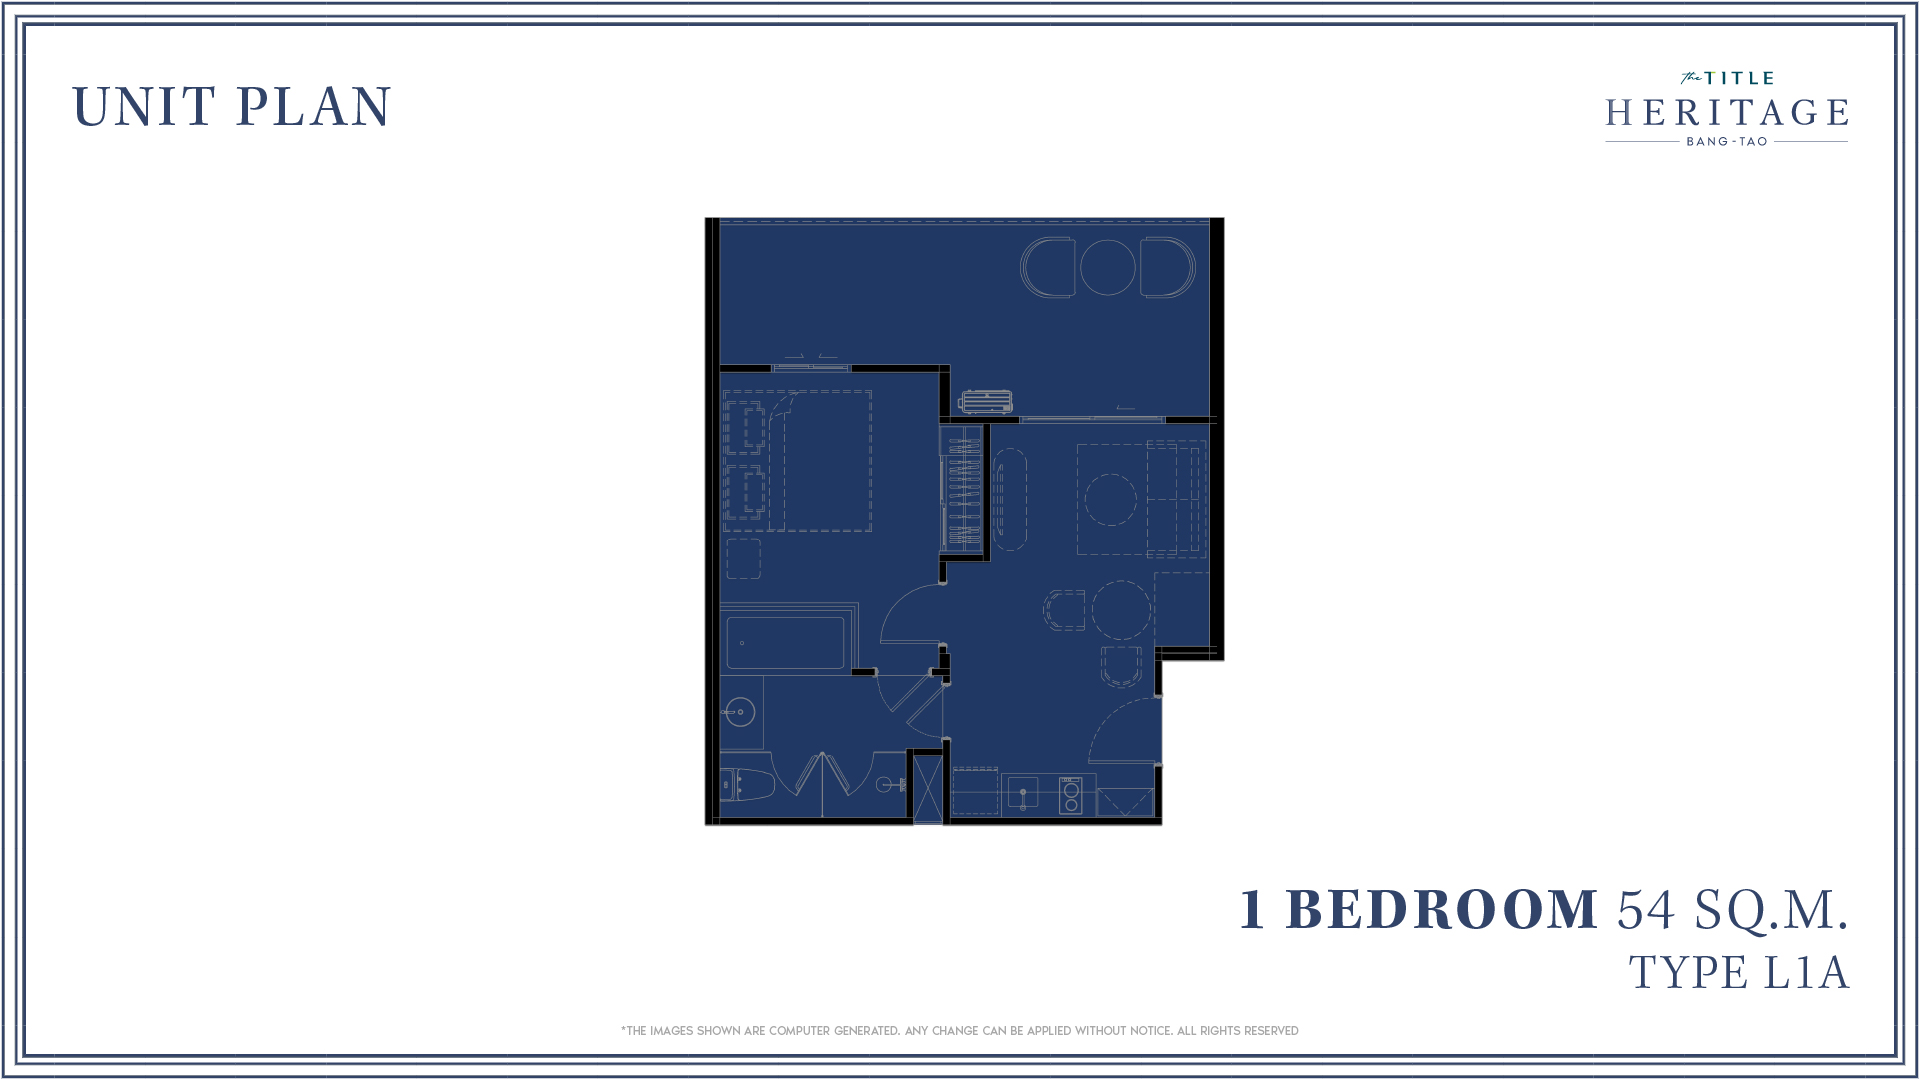 UNIT PLAN
the TITLE
HERITAGE
BANG-TAO
1 BEDROOM 54 SQ.M.
TYPE L1A
*THE IMAGES SHOWN ARE COMPUTER GENERATED. ANY CHANGE CAN BE APPLIED WITHOUT NOTICE. ALL RIGHTS RESERVED